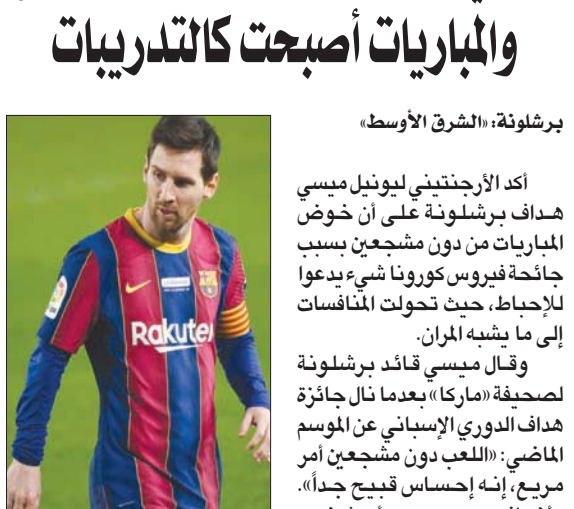 والمباريات أصبحت كالتدريبات
برشلونة: «الشرق الأوسط»
أكد الأرجنتيني ليونيل ميسي
هداف برشلونة على أن خوض
المباريات من دون مشجعين بسبب
جائحة فيروس كورونا شيء يدعوا
للإحباط، حيث تحولت المنافسات
إلى ما يشبه المران.
وقال ميسي قائد برشلونة
لصحيفة «ماركا» بعدما نال جائزة
هداف الدوري الإسباني عن الموسم
الماضي: «اللعب دون مشجعين أمر
مريع، إنه إحساس قبيح جداً».
Rakuten